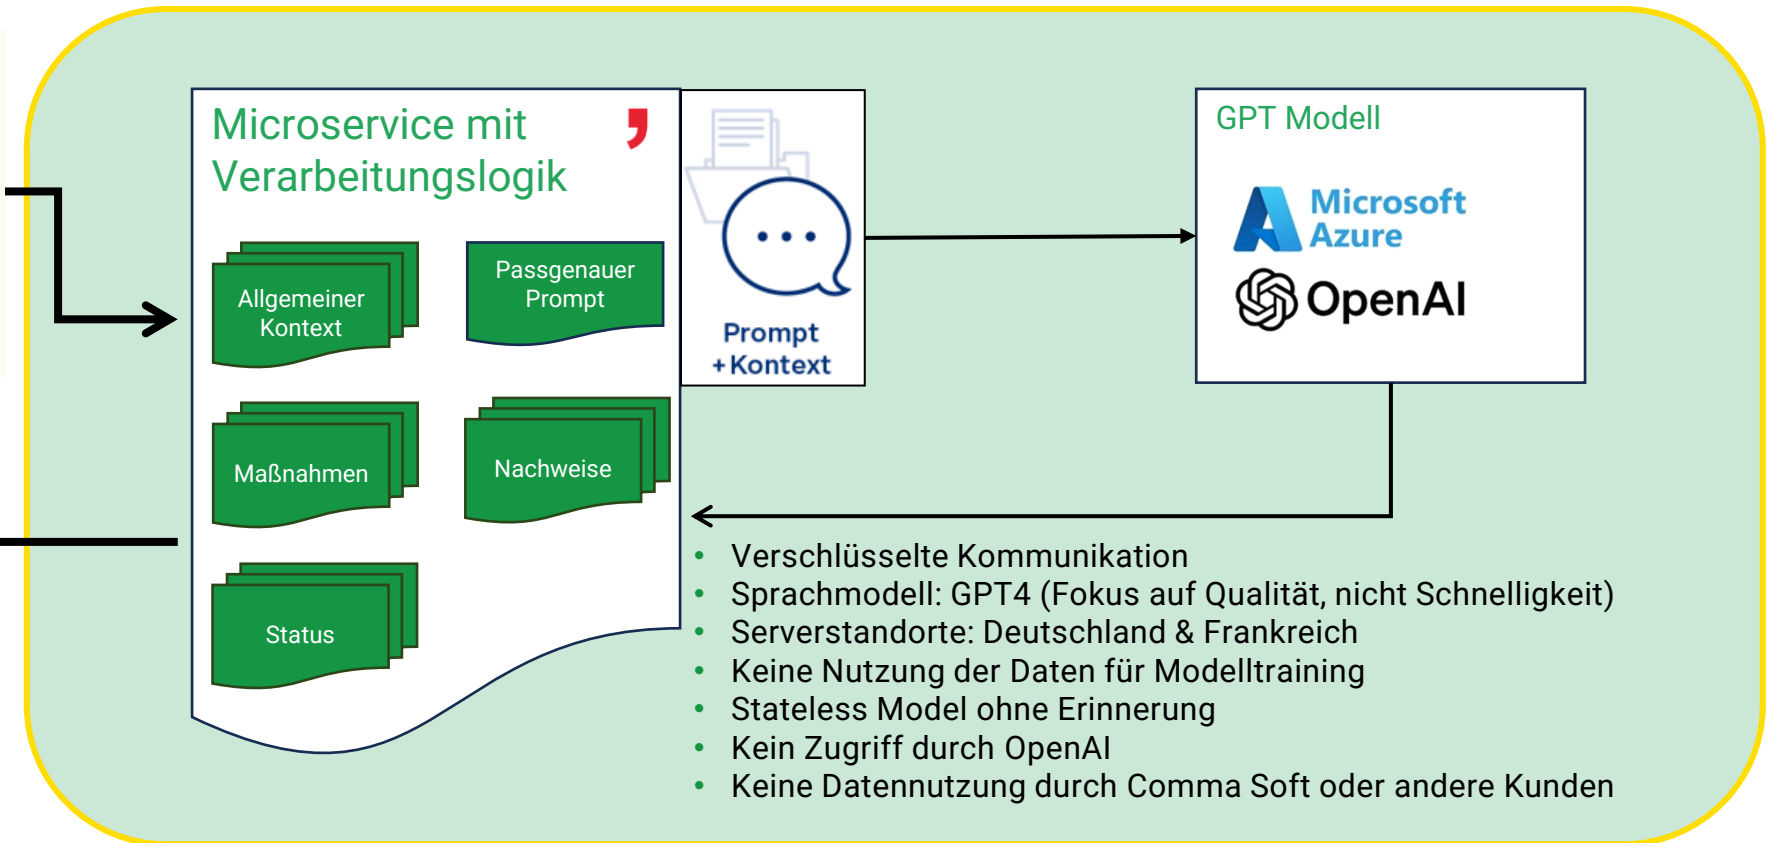 Microservice mit
Verarbeitungslogik
Allgemeiner
Kontext
Passgenauer
Prompt
Maßnahmen
Nachweise
Status
Prompt
+Kontext
GPT Modell
Microsoft
Azure
OpenAI
• Verschlüsselte Kommunikation
• Sprachmodell: GPT4 (Fokus auf Qualität, nicht Schnelligkeit)
• Serverstandorte: Deutschland & Frankreich
• Keine Nutzung der Daten für Modelltraining
• Stateless Model ohne Erinnerung
• Kein Zugriff durch OpenAI
• Keine Datennutzung durch Comma Soft oder andere Kunden